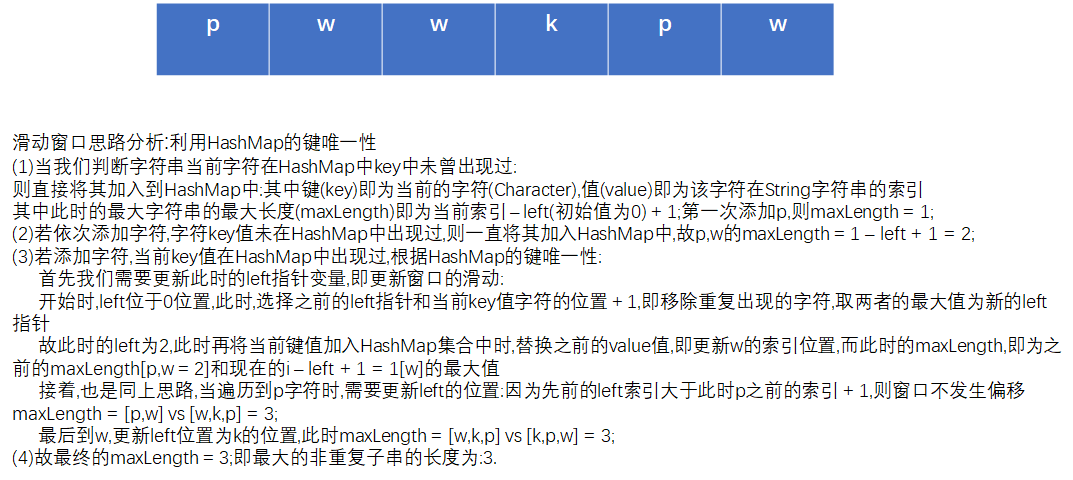 p w w k p w
滑动窗口思路分析:利用HashMap的键唯一性
(1)当我们判断字符串当前字符在HashMap中key中未曾出现过:
则直接将其加入到HashMap中:其中键(key)即为当前的字符(Character),值(value)即为该字符在String字符串的索引
其中此时的最大字符串的最大长度(maxLength)即为当前索引 – left(初始值为0) + 1;第一次添加p,则maxLength = 1;
(2)若依次添加字符,字符key值未在HashMap中出现过,则一直将其加入HashMap中,故p,w的maxLength = 1 – left + 1 = 2;
(3)若添加字符,当前key值在HashMap中出现过,根据HashMap的键唯一性:
首先我们需要更新此时的left指针变量,即更新窗口的滑动:
开始时,left位于0位置,此时,选择之前的left指针和当前key值字符的位置 + 1,即移除重复出现的字符,取两者的最大值为新的left
指针
故此时的left为2,此时再将当前键值加入HashMap集合中时,替换之前的value值,即更新w的索引位置,而此时的maxLength,即为之
前的maxLength[p,w = 2]和现在的i – left + 1 = 1[w]的最大值
接着,也是同上思路,当遍历到p字符时,需要更新left的位置:因为先前的left索引大于此时p之前的索引 + 1,则窗口不发生偏移
maxLength = [p,w] vs [w,k,p] = 3;
最后到w,更新left位置为k的位置,此时maxLength = [w,k,p] vs [k,p,w] = 3;
(4)故最终的maxLength = 3;即最大的非重复子串的长度为:3.